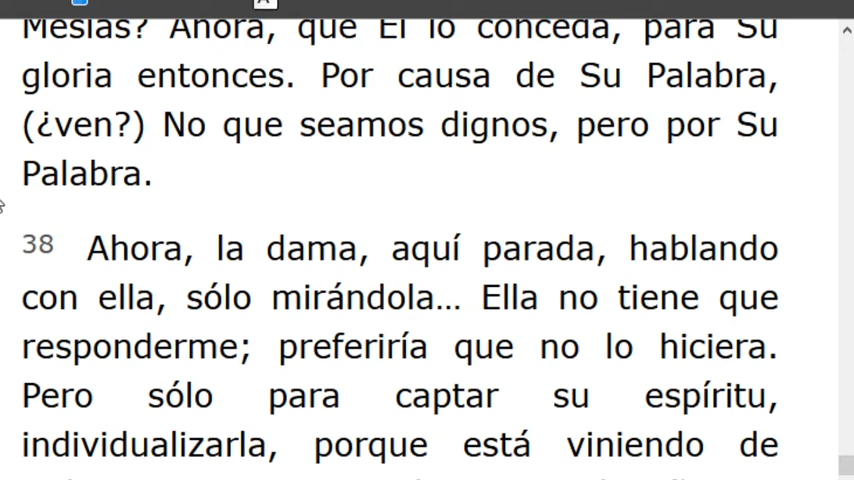 Mesías? Ahora, que Él lo conceda, para Su
gloria entonces. Por causa de Su Palabra,
(¿ven?) No que seamos dignos, pero por Su
Palabra.
38 Ahora, la dama, aquí parada, hablando
con ella, sólo mirándola… Ella no tiene que
responderme; preferiría que no lo hiciera.
Pero sólo para captar su espíritu,
individualizarla, porque está viniendo de